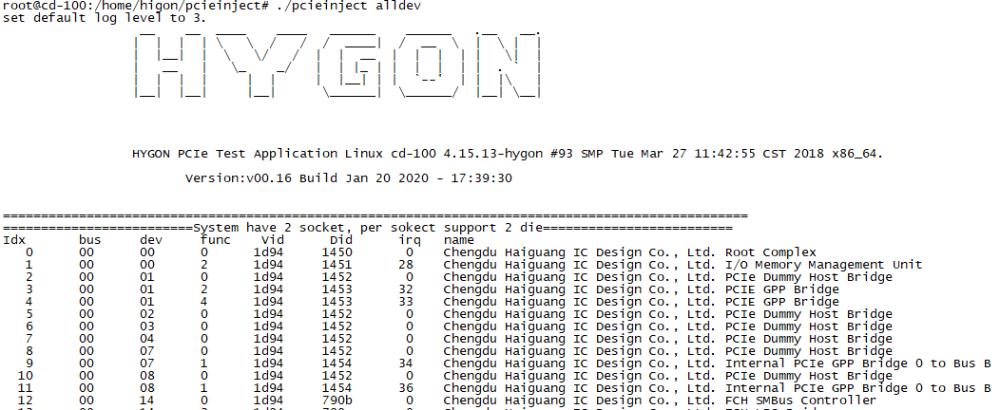 root@cd-100:/home/higon/pcieinject# ./pcieinject alldev
set default log level to 3.
HYGON
HYGON PCIe Test Application Linux cd-100 4.15.13-hygon #93 SMP Tue Mar 27 11:42:55 CST 2018 x86_64.
Version:v00.16 Build Jan 20 2020 - 17:39:30
==================================================================================================
=========================System have 2 socket, per sokect support 2 die=========================
Idx bus dev func Vid Did irq name
0 00 00 0 1d94 1450 0 Chengdu Haiguang IC Design Co., Ltd. Root Complex
1 00 00 2 1d94 1451 28 Chengdu Haiguang IC Design Co., Ltd. I/O Memory Management Unit
2 00 01 0 1d94 1452 0 Chengdu Haiguang IC Design Co., Ltd. PCIe Dummy Host Bridge
3 00 01 2 1d94 1453 32 Chengdu Haiguang IC Design Co., Ltd. PCIE GPP Bridge
4 00 01 4 1d94 1453 33 Chengdu Haiguang IC Design Co., Ltd. PCIE GPP Bridge
5 00 02 0 1d94 1452 0 Chengdu Haiguang IC Design Co., Ltd. PCIe Dummy Host Bridge
6 00 03 0 1d94 1452 0 Chengdu Haiguang IC Design Co., Ltd. PCIe Dummy Host Bridge
7 00 04 0 1d94 1452 0 Chengdu Haiguang IC Design Co., Ltd. PCIe Dummy Host Bridge
8 00 07 0 1d94 1452 0 Chengdu Haiguang IC Design Co., Ltd. PCIe Dummy Host Bridge
9 00 07 1 1d94 1454 34 Chengdu Haiguang IC Design Co., Ltd. Internal PCIe GPP Bridge 0 to Bus B
10 00 08 0 1d94 1452 0 Chengdu Haiguang IC Design Co., Ltd. PCIe Dummy Host Bridge
11 00 08 1 1d94 1454 36 Chengdu Haiguang IC Design Co., Ltd. Internal PCIe GPP Bridge 0 to Bus B
12 00 14 0 1d94 790b 0 Chengdu Haiguang IC Design Co., Ltd. FCH SMBus Controller